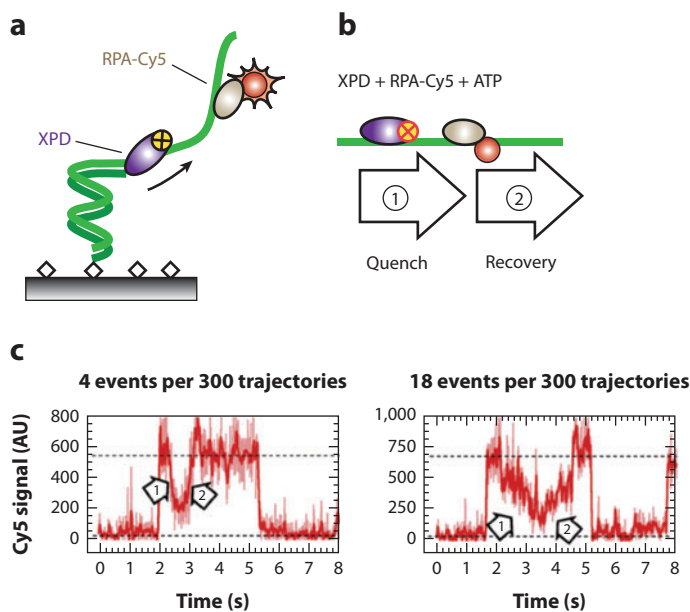 a
RPA-Cy5
XPD
b
XPD + RPA-Cy5 + ATP
1
2
Quench
Recovery
c
4 events per 300 trajectories
Cy5 signal (AU)
800
600
400
200
0
1
2
0 1 2 3 4 5 6 7 8
Time (s)
18 events per 300 trajectories
1,000
750
500
250
0
1
2
0 1 2 3 4 5 6 7 8
Time (s)